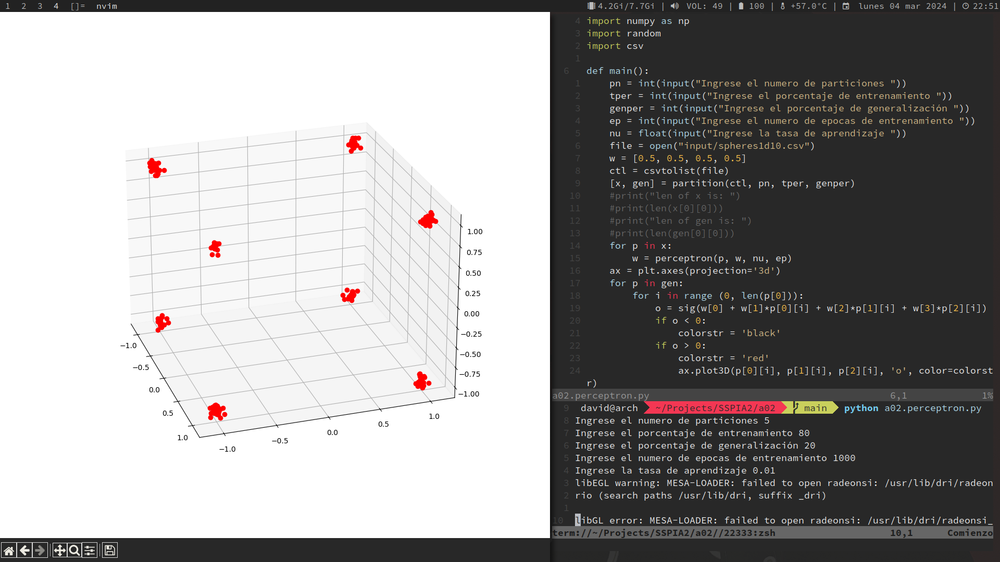 1 2 3 4 []= nvim
4.2Gi/7.7Gi | VOL: 49 | 100 | +57.0°C | lunes 04 mar 2024 | 22:51
1.00
0.75
0.50
0.25
0.00
−0.25
−0.50
−0.75
−1.00
−1.0
−0.5
0.0
0.5
1.0
−1.0
−0.5
0.0
0.5
1.0
4 import numpy as np
3 import random
2 import csv
1
6 def main():
1 pn = int(input("Ingrese el numero de particiones "))
2 tper = int(input("Ingrese el porcentaje de entrenamiento "))
3 genper = int(input("Ingrese el porcentaje de generalización "))
4 ep = int(input("Ingrese el numero de epocas de entrenamiento "))
5 nu = float(input("Ingrese la tasa de aprendizaje "))
6 file = open("input/spheres1d10.csv")
7 w = [0.5, 0.5, 0.5, 0.5]
8 ctl = csvtolist(file)
9 [x, gen] = partition(ctl, pn, tper, genper)
10 #print("len of x is: ")
11 #print(len(x[0][0]))
12 #print("len of gen is: ")
13 #print(len(gen[0][0]))
14 for p in x:
15 w = perceptron(p, w, nu, ep)
16 ax = plt.axes(projection='3d')
17 for p in gen:
18 for i in range (0, len(p[0])):
19 o = sig(w[0] + w[1]*p[0][i] + w[2]*p[1][i] + w[3]*p[2][i])
20 if o < 0:
21 colorstr = 'black'
22 if o > 0:
23 colorstr = 'red'
24 ax.plot3D(p[0][i], p[1][i], p[2][i], 'o', color=colorst
r)
a02.perceptron.py 6,1 1%
9 david@arch ~/Projects/SSPIA2/a02 main python a02.perceptron.py
8 Ingrese el numero de particiones 5
7 Ingrese el porcentaje de entrenamiento 80
6 Ingrese el porcentaje de generalización 20
5 Ingrese el numero de epocas de entrenamiento 1000
4 Ingrese la tasa de aprendizaje 0.01
3 libEGL warning: MESA-LOADER: failed to open radeonsi: /usr/lib/dri/radeon
2 rio (search paths /usr/lib/dri, suffix _dri)
1
10 libGL error: MESA-LOADER: failed to open radeonsi: /usr/lib/dri/radeonsi_
term://~/Projects/SSPIA2/a02//22333:zsh 10,1 Comienzo